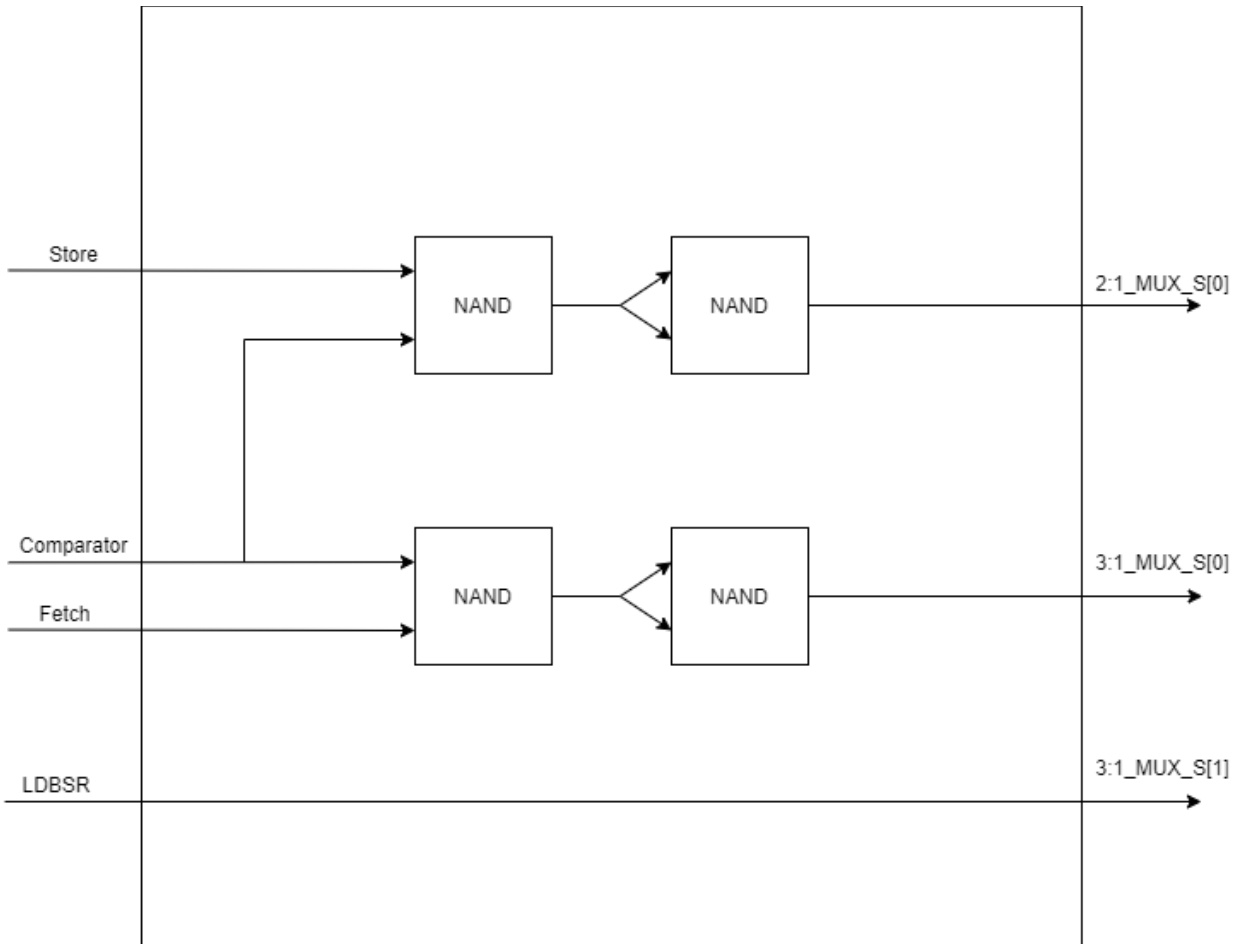 Store
NAND
NAND
2:1_MUX_S[0]
Comparator
Fetch
NAND
NAND
3:1_MUX_S[0]
LDBSR
3:1_MUX_S[1]